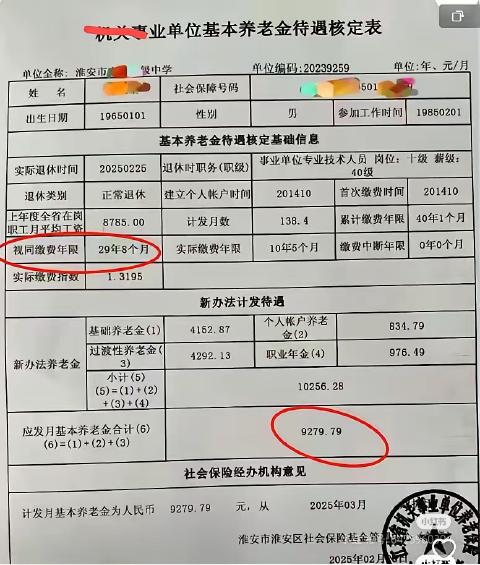 机关事业单位基本养老金待遇核定表
单位全称: 淮安市 级中学 单位编码:20239259 单位:年、元/月
姓 名 社会保障号码 501
出生日期 19650101 性别 男 参加工作时间 19850201
基本养老金待遇核定基础信息
实际退休时间 20250225 退休时职务(职级) 事业单位专业技术人员 岗位: 十级 薪级: 40级
退休类别 正常退休 建立个人帐户时间 201410 首次缴费时间 201410
上年度全省在岗职工月平均工资 8785.00 计发月数 138.4 累计缴费年限 40年1个月
视同缴费年限 29年8个月 实际缴费年限 10年5个月 缴费中断年限 0年0个月
实际缴费指数 1.3195
新办法计发待遇
新办法养老金 基础养老金(1) 4152.87 个人帐户养老金(2) 834.79
过渡性养老金(3) 4292.13 职业年金(4) 976.49
小计(5) (5)=(1)+(2)+(3)+(4) 10256.28
应发月基本养老金合计(6) (6)=(1)+(2)+(3) 9279.79
社会保险经办机构意见
计发月基本养老金为人民币 9279.79 元, 从 2025年03月
淮安市淮安区社会保险基金管理中心
2025年02月
小红书